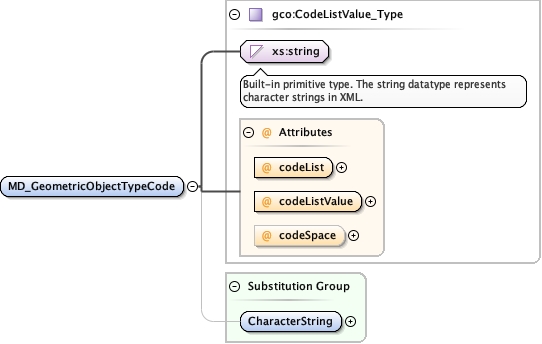 gco:CodeListValue_Type
xs:string
Built-in primitive type. The string datatype represents
character strings in XML.
@ Attributes
@ codeList
MD_GeometricObjectTypeCode
@ codeListValue
@ codeSpace
Substitution Group
CharacterString